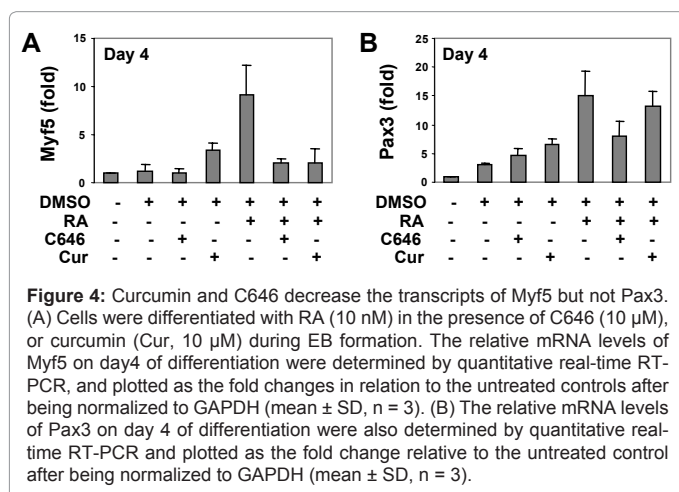 A
Day 4
Myf5 (fold)
15
10
5
0
DMSO - + + + + + +
RA - - - - + + +
C646 - - + - - + -
Cur - - - + - - +
B
Day 4
Pax3 (fold)
25
20
15
10
5
0
DMSO - + + + + + +
RA - - - - + + +
C646 - - + - - + -
Cur - - - + - - +
Figure 4: Curcumin and C646 decrease the transcripts of Myf5 but not Pax3.
(A) Cells were differentiated with RA (10 nM) in the presence of C646 (10 µM),
or curcumin (Cur, 10 µM) during EB formation. The relative mRNA levels of
Myf5 on day4 of differentiation were determined by quantitative real-time RT-
PCR, and plotted as the fold changes in relation to the untreated controls after
being normalized to GAPDH (mean ± SD, n = 3). (B) The relative mRNA levels
of Pax3 on day 4 of differentiation were also determined by quantitative real-
time RT-PCR and plotted as the fold change relative to the untreated control
after being normalized to GAPDH (mean ± SD, n = 3).